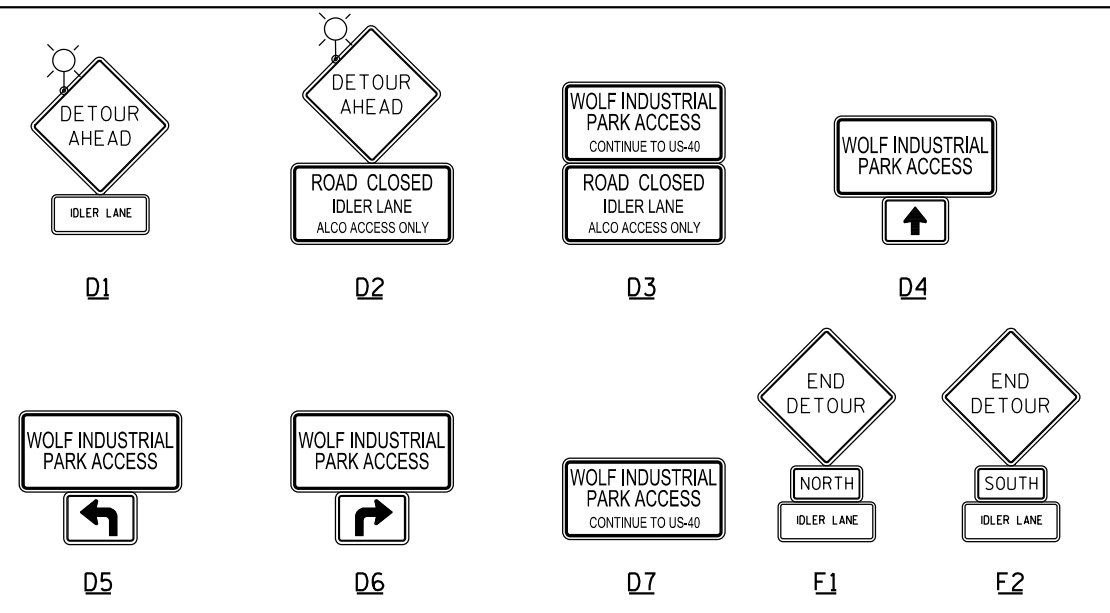 DETOUR
AHEAD
IDLER LANE
D1
DETOUR
AHEAD
ROAD CLOSED
IDLER LANE
ALCO ACCESS ONLY
D2
WOLF INDUSTRIAL
PARK ACCESS
CONTINUE TO US-40
ROAD CLOSED
IDLER LANE
ALCO ACCESS ONLY
D3
WOLF INDUSTRIAL
PARK ACCESS
D4
WOLF INDUSTRIAL
PARK ACCESS
D5
WOLF INDUSTRIAL
PARK ACCESS
D6
WOLF INDUSTRIAL
PARK ACCESS
CONTINUE TO US-40
D7
END
DETOUR
NORTH
IDLER LANE
F1
END
DETOUR
SOUTH
IDLER LANE
F2